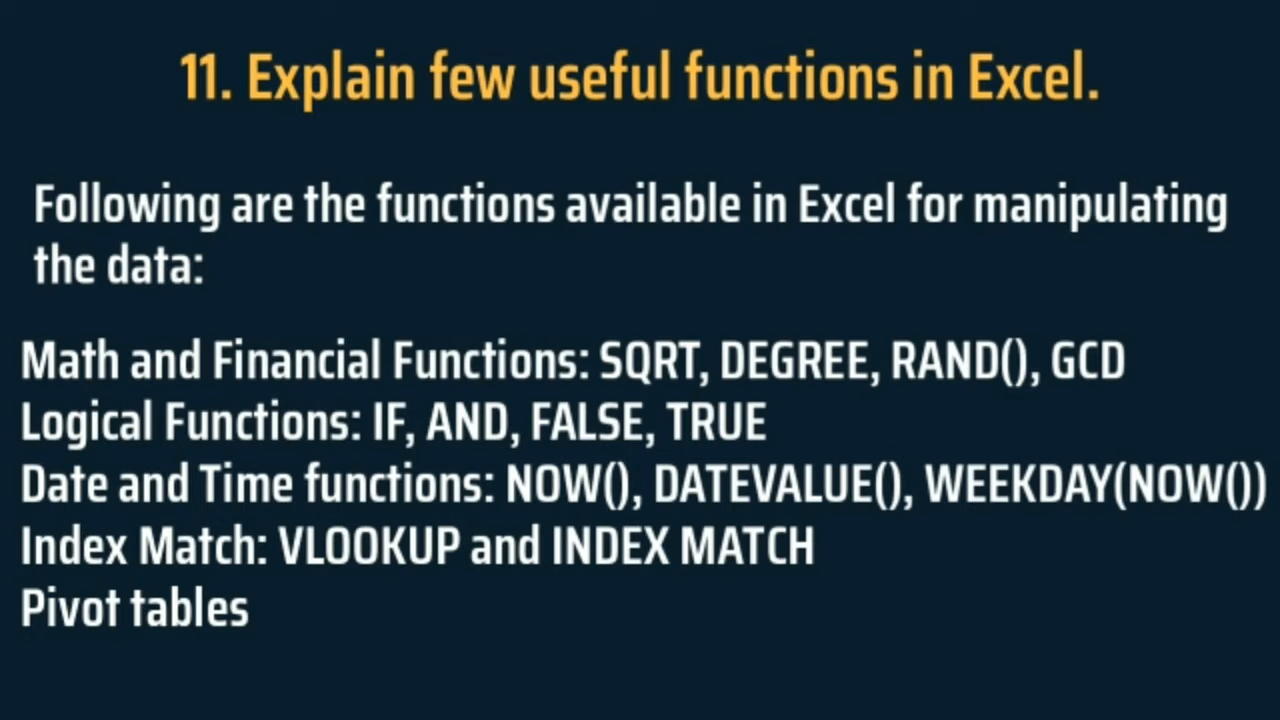 11. Explain few useful functions in Excel.
Following are the functions available in Excel for manipulating
the data:
Math and Financial Functions: SQRT, DEGREE, RAND(), GCD
Logical Functions: IF, AND, FALSE, TRUE
Date and Time functions: NOW(), DATEVALUE(), WEEKDAY(NOW())
Index Match: VLOOKUP and INDEX MATCH
Pivot tables